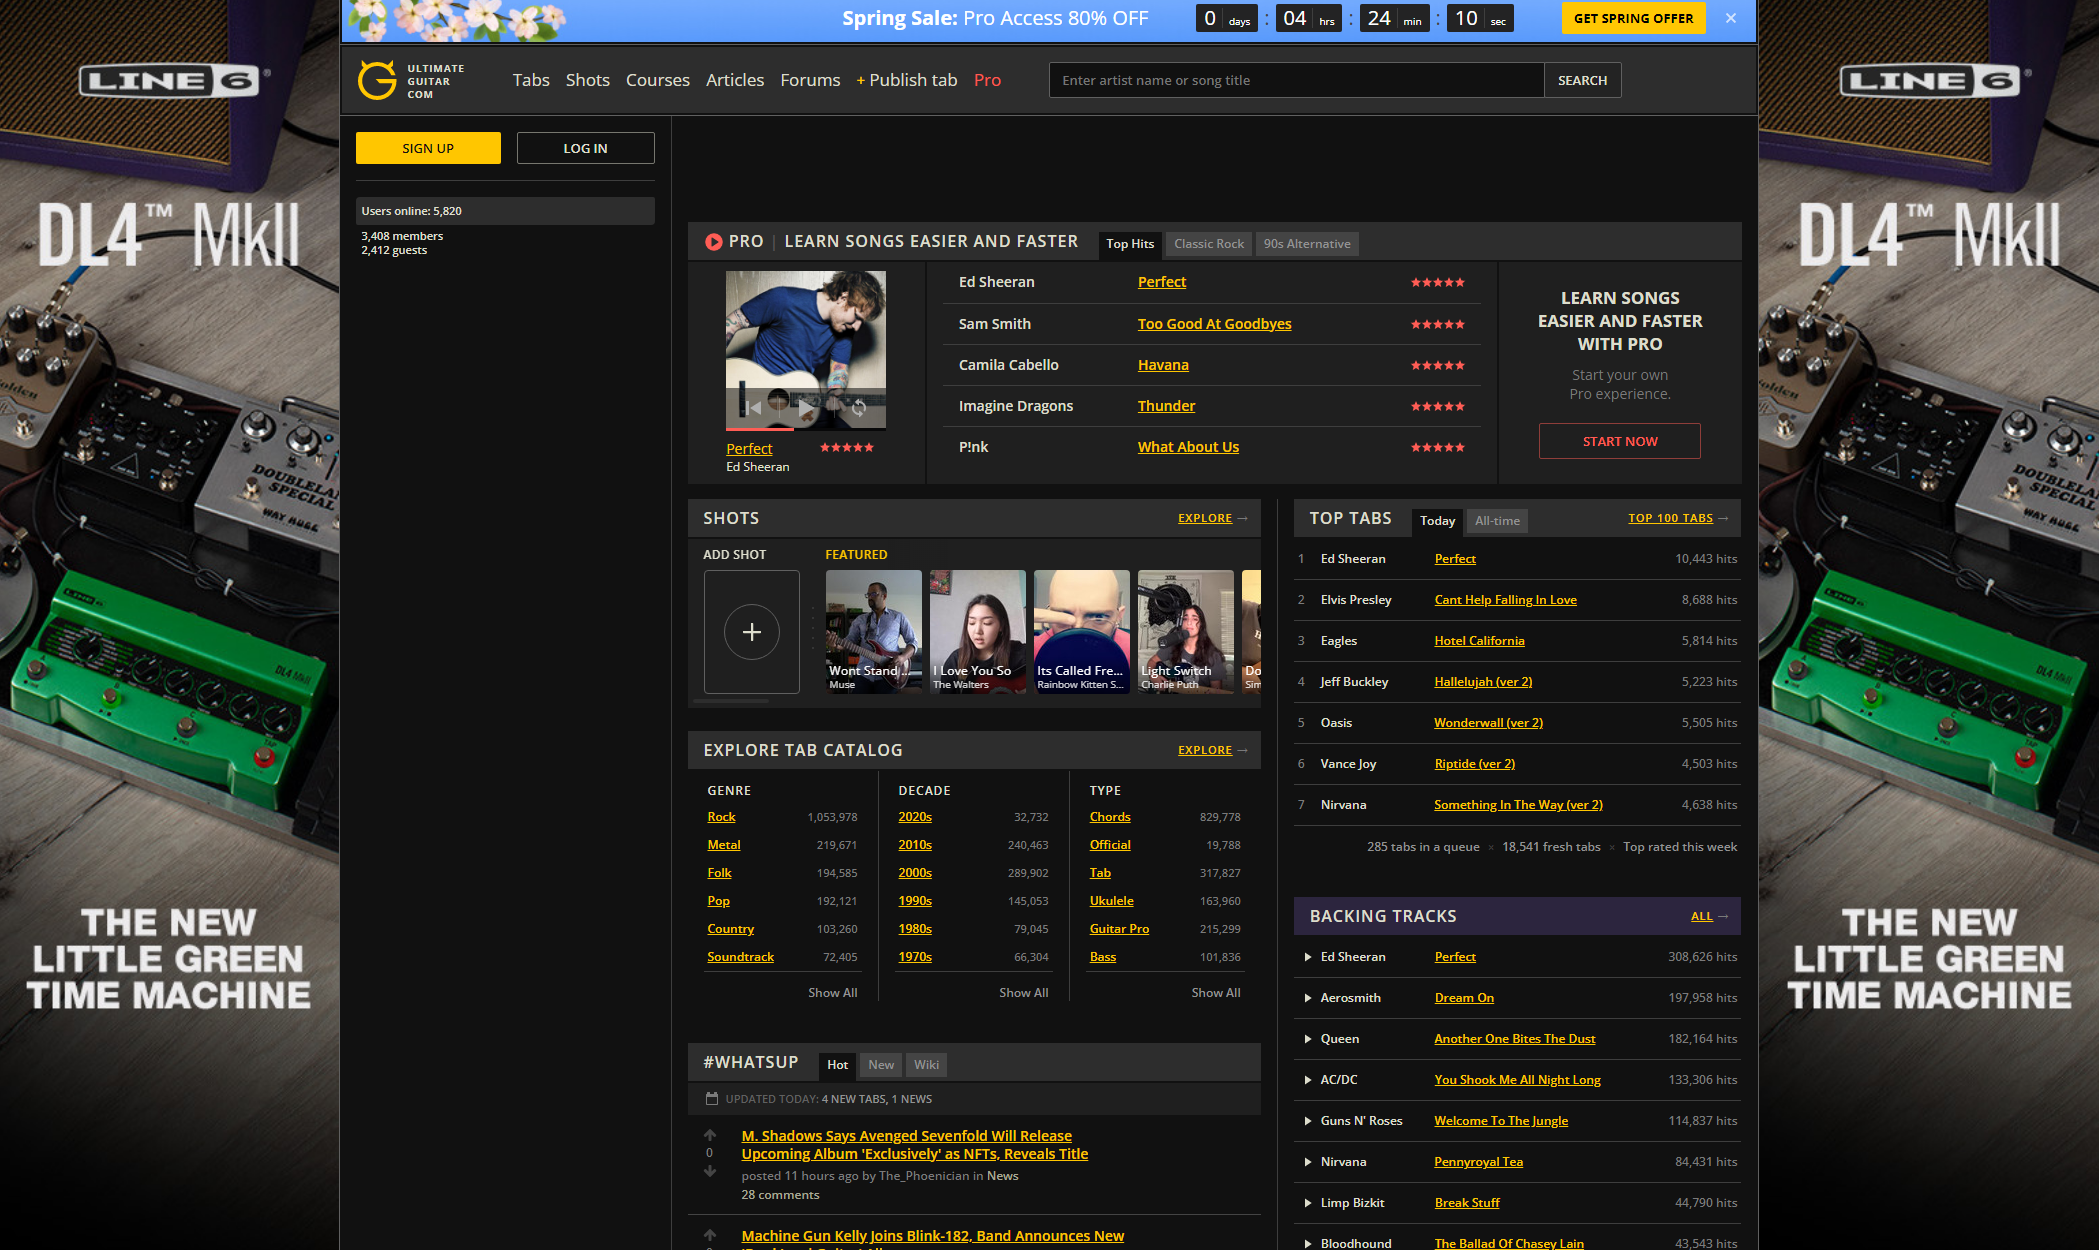 Spring Sale: Pro Access 80% OFF
0 days : 04 hrs : 24 min : 10 sec
GET SPRING OFFER
×
LINE 6
DL4™ MkII
THE NEW
LITTLE GREEN
TIME MACHINE
ULTIMATE
GUITAR
COM
Tabs Shots Courses Articles Forums + Publish tab Pro
Enter artist name or song title
SEARCH
SIGN UP
LOG IN
Users online: 5,820
3,408 members
2,412 guests
PRO | LEARN SONGS EASIER AND FASTER
Top Hits Classic Rock 90s Alternative
Perfect
Ed Sheeran
Ed Sheeran Perfect
Sam Smith Too Good At Goodbyes
Camila Cabello Havana
Imagine Dragons Thunder
P!nk What About Us
LEARN SONGS
EASIER AND FASTER
WITH PRO
Start your own
Pro experience.
START NOW
SHOTS
EXPLORE →
ADD SHOT
FEATURED
Wont Stand ...
Muse
I Love You So
The Walters
Its Called Fre...
Rainbow Kitten S...
Light Switch
Charlie Puth
Do
Sim
EXPLORE TAB CATALOG
EXPLORE →
GENRE
Rock 1,053,978
Metal 219,671
Folk 194,585
Pop 192,121
Country 103,260
Soundtrack 72,405
Show All
DECADE
2020s 32,732
2010s 240,463
2000s 289,902
1990s 145,053
1980s 79,045
1970s 66,304
Show All
TYPE
Chords 829,778
Official 19,788
Tab 317,827
Ukulele 163,960
Guitar Pro 215,299
Bass 101,836
Show All
#WHATSUP
Hot New Wiki
UPDATED TODAY: 4 NEW TABS, 1 NEWS
0
M. Shadows Says Avenged Sevenfold Will Release
Upcoming Album 'Exclusively' as NFTs, Reveals Title
posted 11 hours ago by The_Phoenician in News
28 comments
Machine Gun Kelly Joins Blink-182, Band Announces New
TOP TABS
Today All-time
TOP 100 TABS →
1 Ed Sheeran Perfect 10,443 hits
2 Elvis Presley Cant Help Falling In Love 8,688 hits
3 Eagles Hotel California 5,814 hits
4 Jeff Buckley Hallelujah (ver 2) 5,223 hits
5 Oasis Wonderwall (ver 2) 5,505 hits
6 Vance Joy Riptide (ver 2) 4,503 hits
7 Nirvana Something In The Way (ver 2) 4,638 hits
285 tabs in a queue × 18,541 fresh tabs × Top rated this week
BACKING TRACKS
ALL →
Ed Sheeran Perfect 308,626 hits
Aerosmith Dream On 197,958 hits
Queen Another One Bites The Dust 182,164 hits
AC/DC You Shook Me All Night Long 133,306 hits
Guns N' Roses Welcome To The Jungle 114,837 hits
Nirvana Pennyroyal Tea 84,431 hits
Limp Bizkit Break Stuff 44,790 hits
Bloodhound The Ballad Of Chasey Lain 43,543 hits
LINE 6
DL4™ MkII
Golden
DOUBLELAND
SPECIAL
WAY HUGE
LINE 6
DL4 MkII
THE NEW
LITTLE GREEN
TIME MACHINE